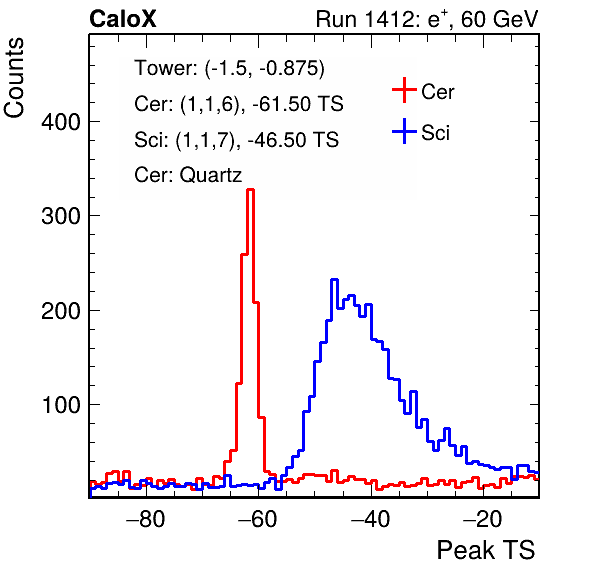 CaloX Run 1412: e⁺, 60 GeV
Counts
Tower: (-1.5, -0.875)
Cer: (1,1,6), -61.50 TS
Sci: (1,1,7), -46.50 TS
Cer: Quartz
Cer
Sci
400
300
200
100
−80 −60 −40 −20
Peak TS